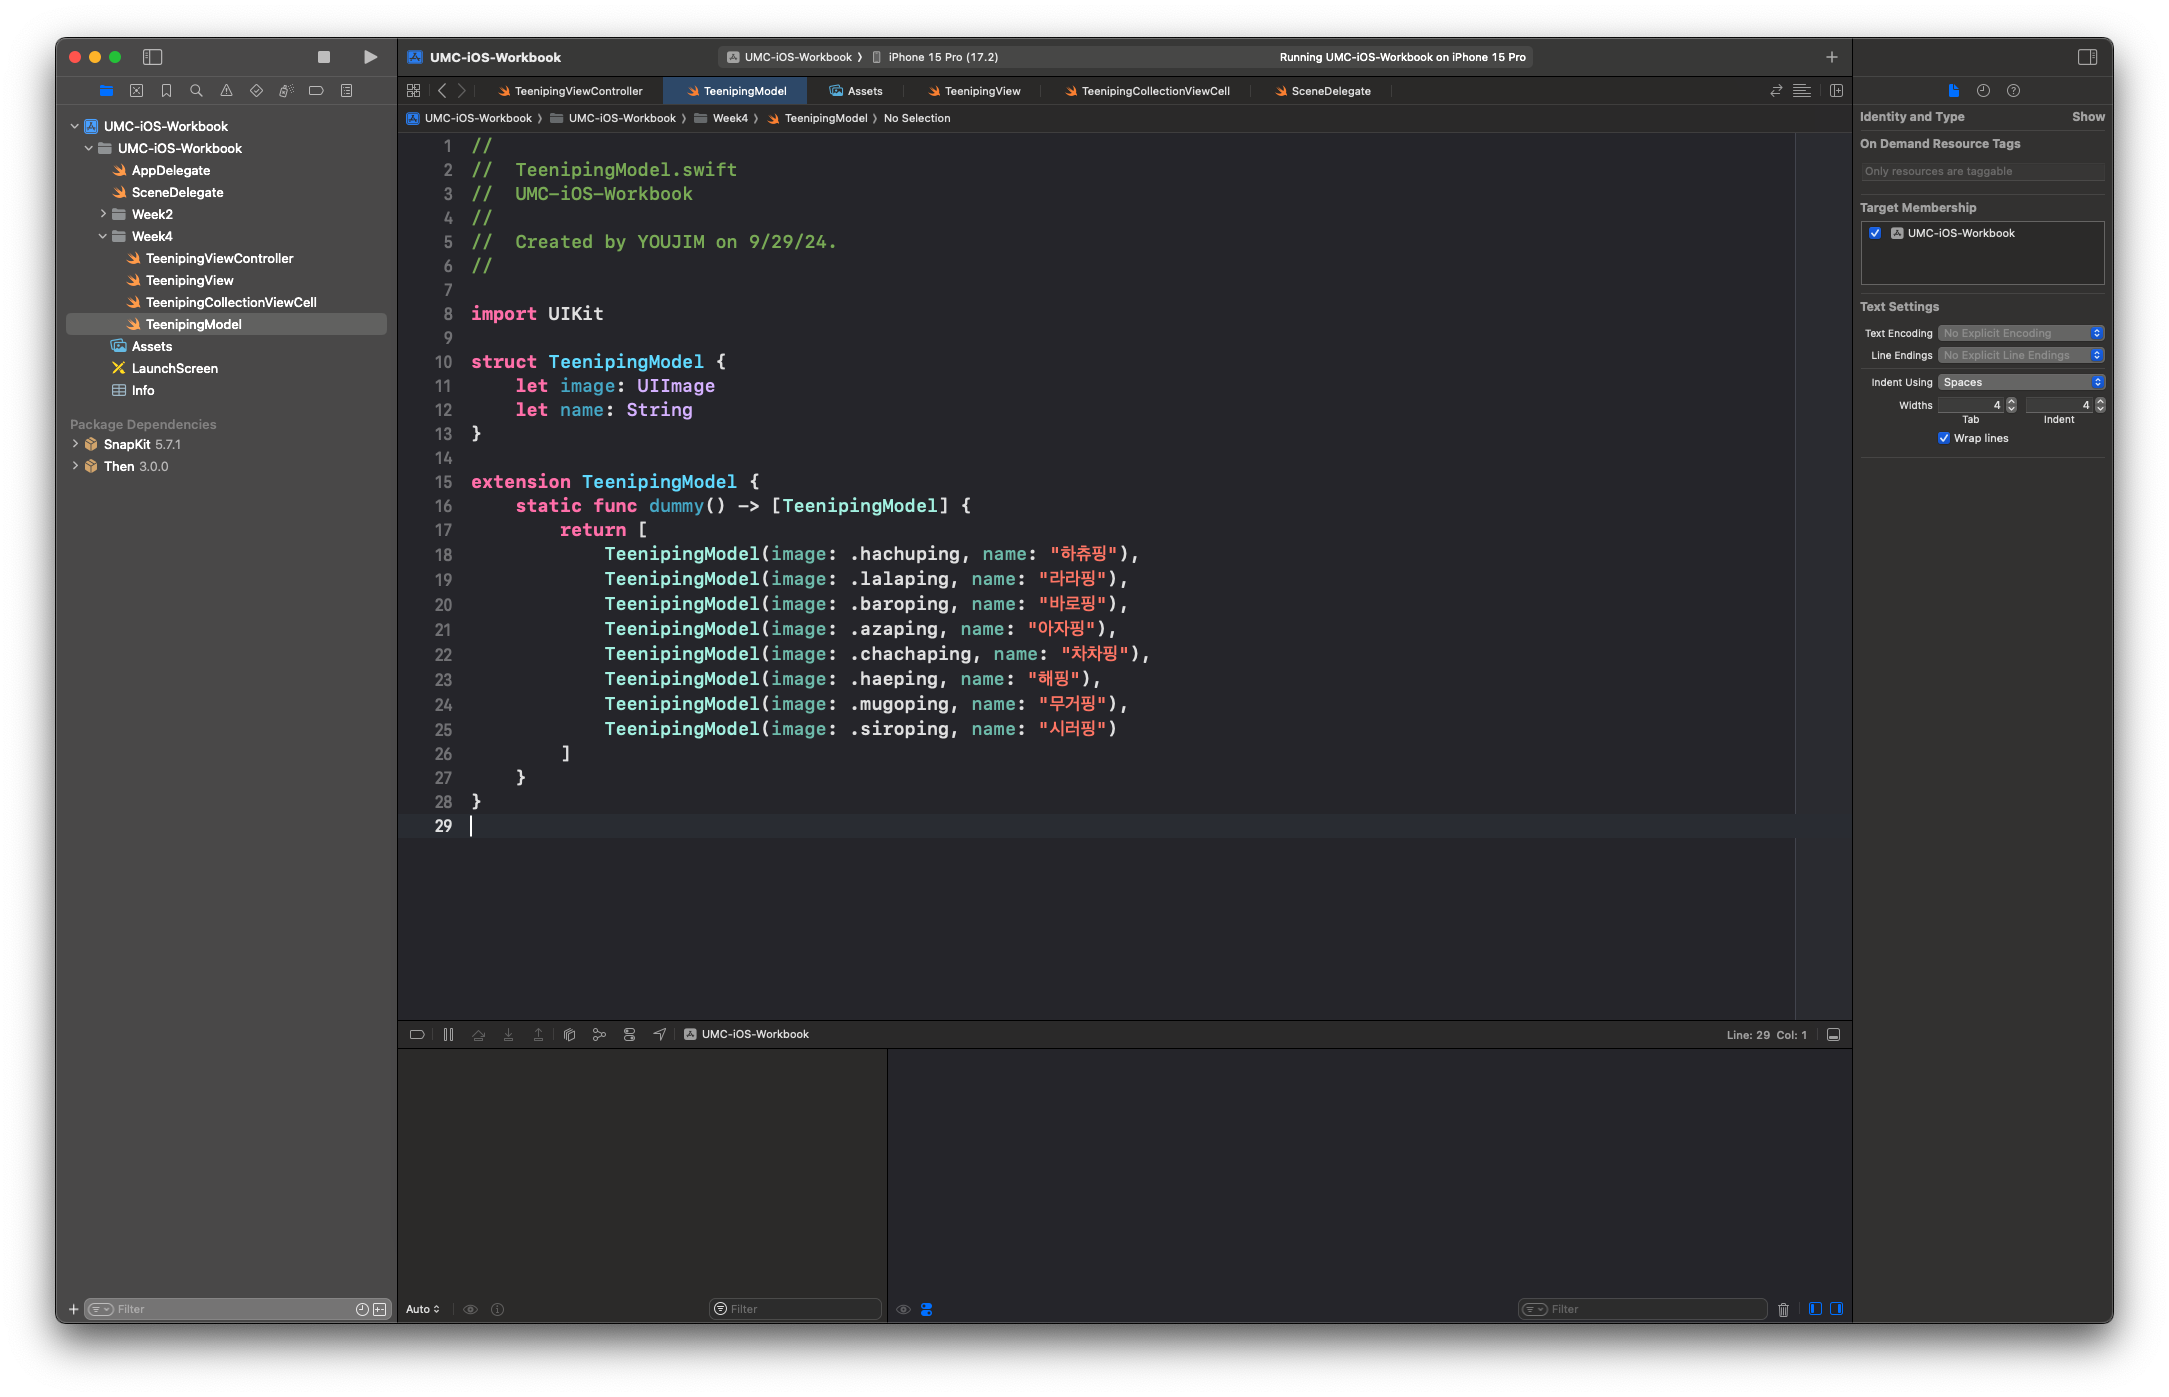 UMC-iOS-Workbook
UMC-iOS-Workbook
iPhone 15 Pro (17.2)
Running UMC-iOS-Workbook on iPhone 15 Pro
TeenipingViewController
TeenipingModel
Assets
TeenipingView
TeenipingCollectionViewCell
SceneDelegate
UMC-iOS-Workbook
UMC-iOS-Workbook
Week4
TeenipingModel
No Selection
UMC-iOS-Workbook
UMC-iOS-Workbook
AppDelegate
SceneDelegate
Week2
Week4
TeenipingViewController
TeenipingView
TeenipingCollectionViewCell
TeenipingModel
Assets
LaunchScreen
Info
Package Dependencies
SnapKit 5.7.1
Then 3.0.0
Filter
1 //
2 //  TeenipingModel.swift
3 //  UMC-iOS-Workbook
4 //
5 //  Created by YOUJIM on 9/29/24.
6 //
7
8 import UIKit
9
10 struct TeenipingModel {
11     let image: UIImage
12     let name: String
13 }
14
15 extension TeenipingModel {
16     static func dummy() -> [TeenipingModel] {
17         return [
18             TeenipingModel(image: .hachuping, name: "하츄핑"),
19             TeenipingModel(image: .lalaping, name: "라라핑"),
20             TeenipingModel(image: .baroping, name: "바로핑"),
21             TeenipingModel(image: .azaping, name: "아자핑"),
22             TeenipingModel(image: .chachaping, name: "차차핑"),
23             TeenipingModel(image: .haeping, name: "해핑"),
24             TeenipingModel(image: .mugoping, name: "무거핑"),
25             TeenipingModel(image: .siroping, name: "시러핑")
26         ]
27     }
28 }
29
UMC-iOS-Workbook
Line: 29 Col: 1
Auto
Filter
Filter
Identity and Type
Show
On Demand Resource Tags
Only resources are taggable
Target Membership
UMC-iOS-Workbook
Text Settings
Text Encoding No Explicit Encoding
Line Endings No Explicit Line Endings
Indent Using Spaces
Widths 4 4
Tab Indent
Wrap lines